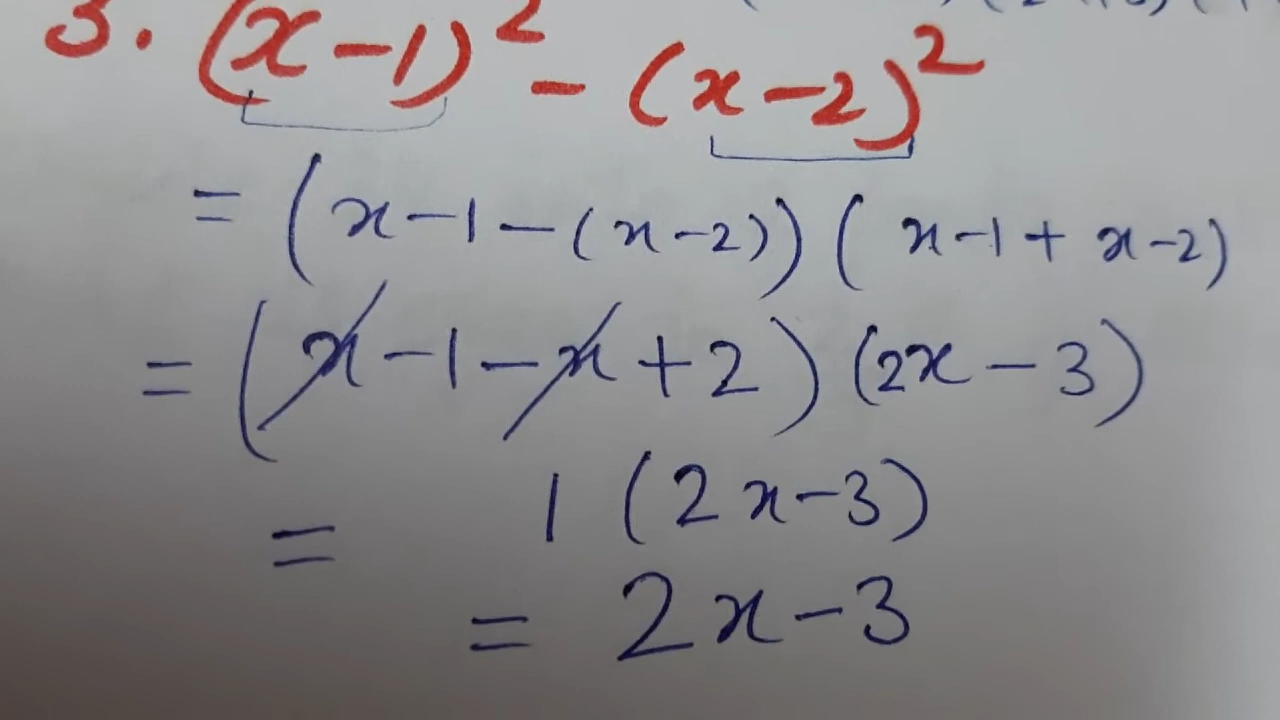 3. (x-1)² - (x-2)²
= (x-1-(x-2)) (x-1+x-2)
= (x-1-x+2) (2x-3)
= 1 (2x-3)
= 2x-3